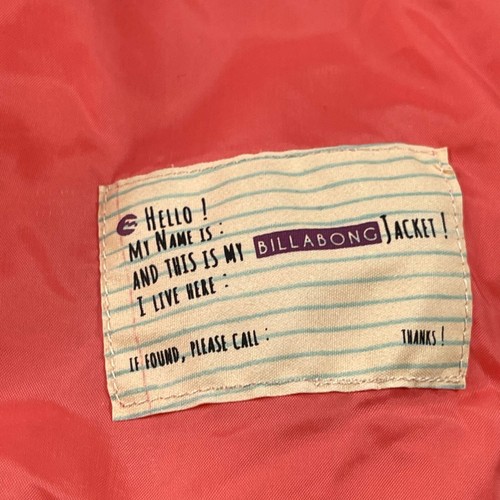 Hello !
My Name is :
and this is my BILLABONG Jacket !
I live here :
If found, please call : Thanks !